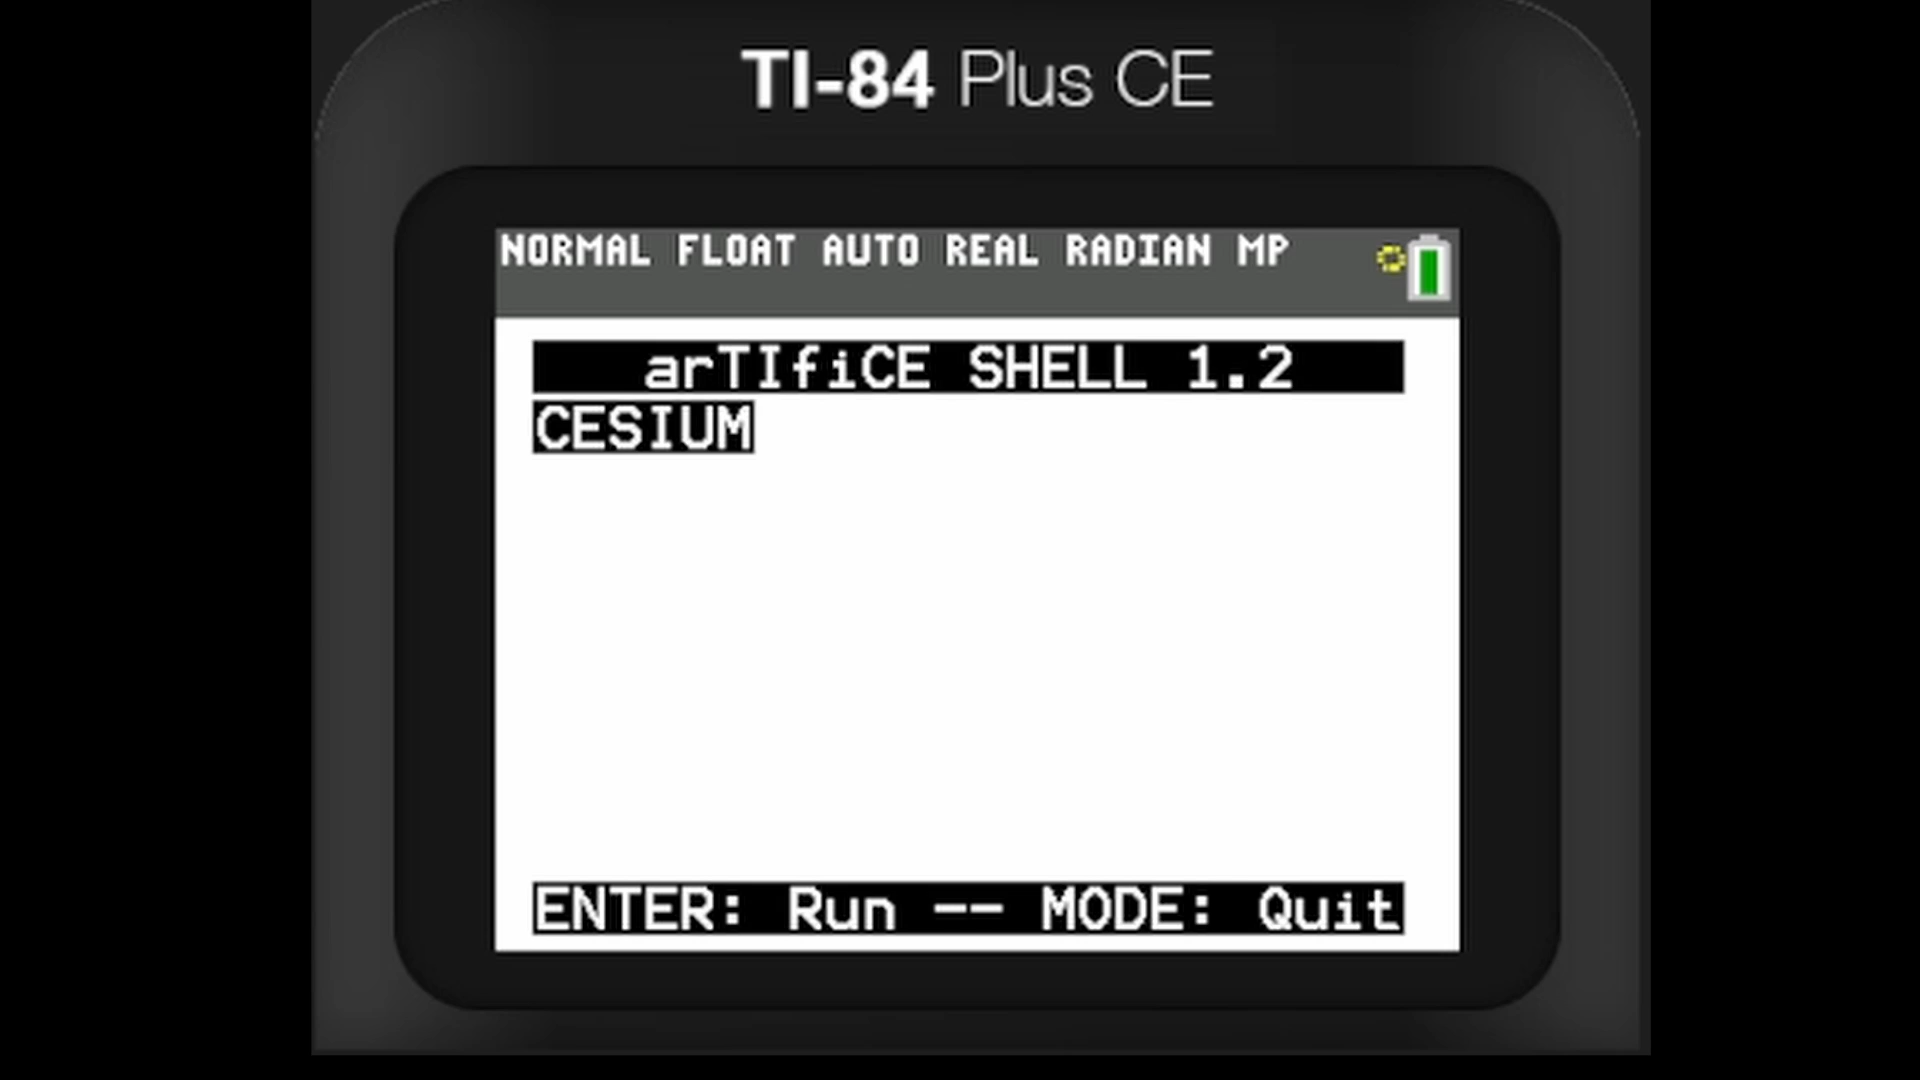 TI-84 Plus CE
NORMAL FLOAT AUTO REAL RADIAN MP
arTIfiCE SHELL 1.2
CESIUM
ENTER: Run -- MODE: Quit